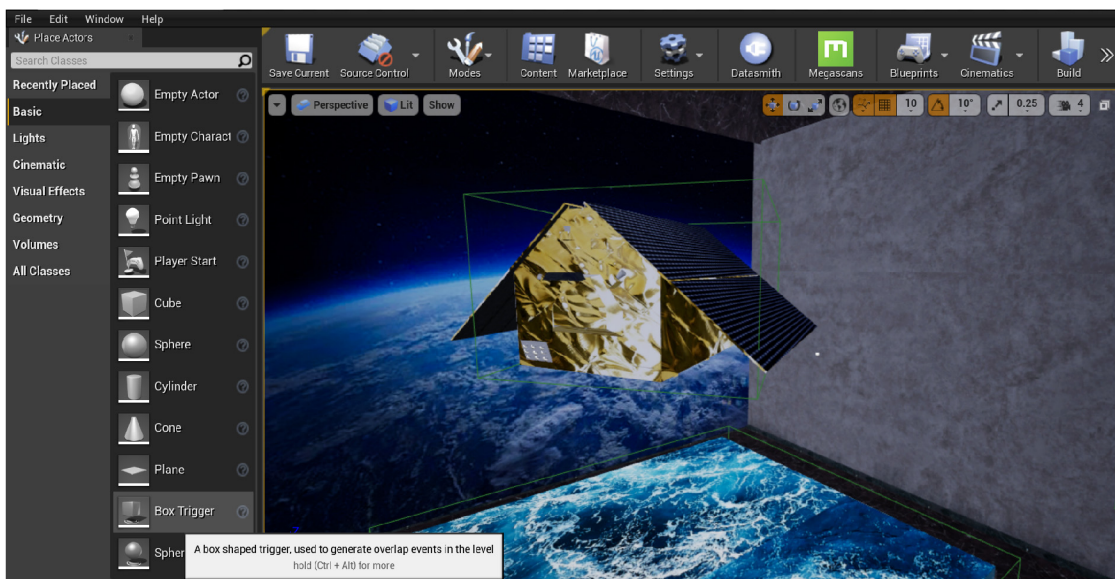 File Edit Window Help
Place Actors
Search Classes
Recently Placed
Basic
Lights
Cinematic
Visual Effects
Geometry
Volumes
All Classes
Empty Actor
Empty Charact
Empty Pawn
Point Light
Player Start
Cube
Sphere
Cylinder
Cone
Plane
Box Trigger
Spher
A box shaped trigger, used to generate overlap events in the level
hold (Ctrl + Alt) for more
Save Current Source Control Modes Content Marketplace Settings Datasmith Megascans Blueprints Cinematics Build
Perspective Lit Show
10 10° 0.25 4